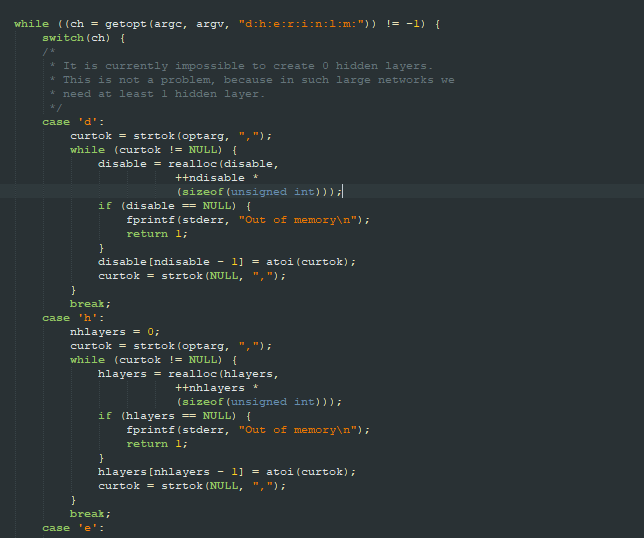 while ((ch = getopt(argc, argv, "d:h:e:r:i:n:l:m:")) != -1) {
    switch(ch) {
    /*
     * It is currently impossible to create 0 hidden layers.
     * This is not a problem, because in such large networks we
     * need at least 1 hidden layer.
     */
    case 'd':
        curtok = strtok(optarg, ",");
        while (curtok != NULL) {
            disable = realloc(disable,
                       ++ndisable *
                       (sizeof(unsigned int)));
            if (disable == NULL) {
                fprintf(stderr, "Out of memory\n");
                return 1;
            }
            disable[ndisable - 1] = atoi(curtok);
            curtok = strtok(NULL, ",");
        }
        break;
    case 'h':
        nhlayers = 0;
        curtok = strtok(optarg, ",");
        while (curtok != NULL) {
            hlayers = realloc(hlayers,
                       ++nhlayers *
                       (sizeof(unsigned int)));
            if (hlayers == NULL) {
                fprintf(stderr, "Out of memory\n");
                return 1;
            }
            hlayers[nhlayers - 1] = atoi(curtok);
            curtok = strtok(NULL, ",");
        }
        break;
    case 'e':